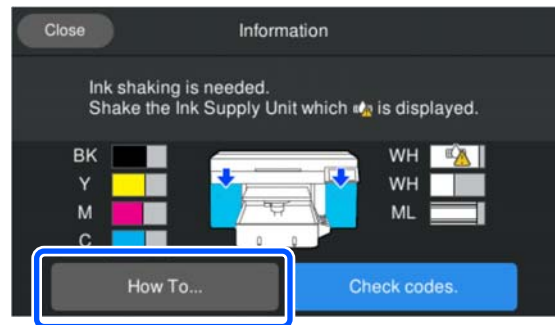 Close
Information
Ink shaking is needed.
Shake the Ink Supply Unit which is displayed.
BK
Y
M
C
WH
WH
ML
How To...
Check codes.